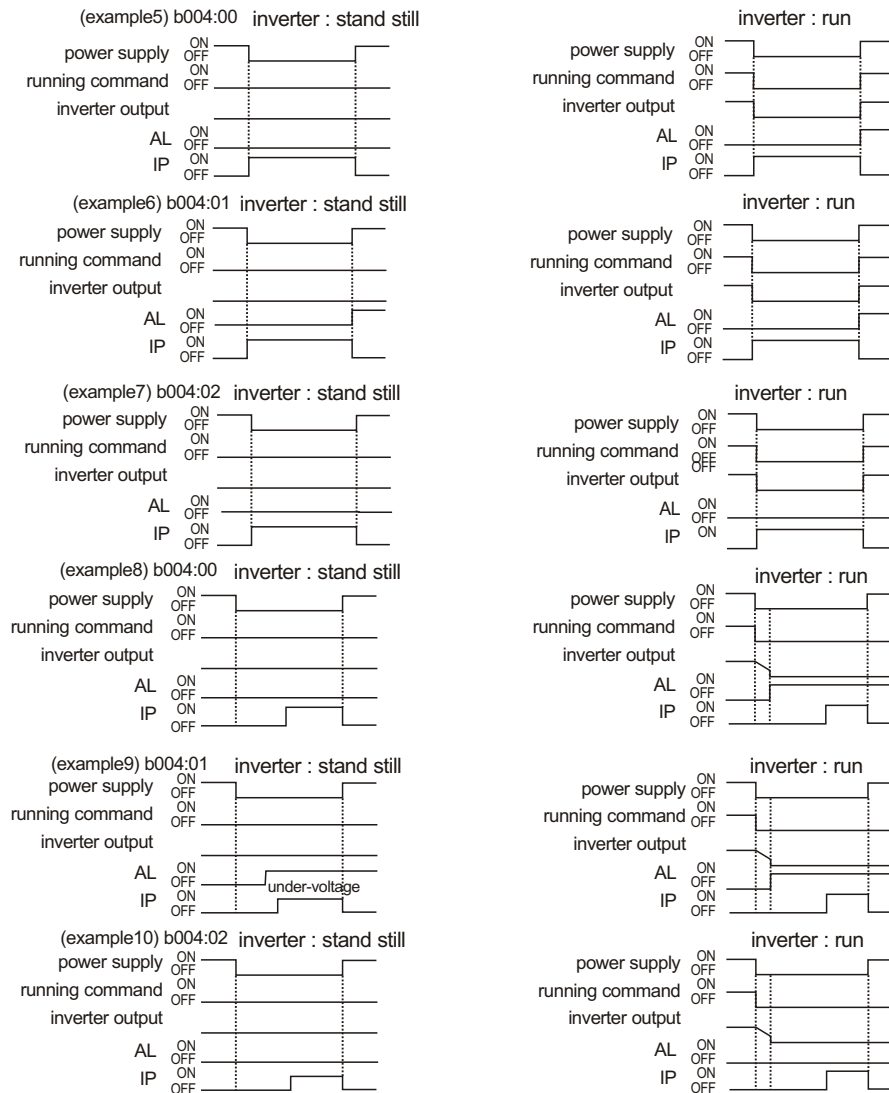 (example5) b004:00 inverter : stand still
power supply ON OFF
running command ON OFF
inverter output
AL ON OFF
IP ON OFF
inverter : run
power supply ON OFF
running command ON OFF
inverter output
AL ON OFF
IP ON OFF
(example6) b004:01 inverter : stand still
power supply ON OFF
running command ON OFF
inverter output
AL ON OFF
IP ON OFF
inverter : run
power supply ON OFF
running command ON OFF
inverter output
AL ON OFF
IP ON OFF
(example7) b004:02 inverter : stand still
power supply ON OFF
running command ON OFF
inverter output
AL ON OFF
IP ON OFF
inverter : run
power supply ON OFF
running command ON OFF OFF
inverter output
AL ON OFF
IP ON
(example8) b004:00 inverter : stand still
power supply ON OFF
running command ON OFF
inverter output
AL ON OFF
IP ON OFF
inverter : run
power supply ON OFF
running command ON OFF
inverter output
AL ON OFF
IP ON OFF
(example9) b004:01 inverter : stand still
power supply ON OFF
running command ON OFF
inverter output
AL ON OFF
under-voltage
IP ON OFF
inverter : run
power supply ON OFF
running command ON OFF
inverter output
AL ON OFF
IP ON OFF
(example10) b004:02 inverter : stand still
power supply ON OFF
running command ON OFF
inverter output
AL ON OFF
IP ON OFF
inverter : run
power supply ON OFF
running command ON OFF
inverter output
AL ON OFF
IP ON OFF